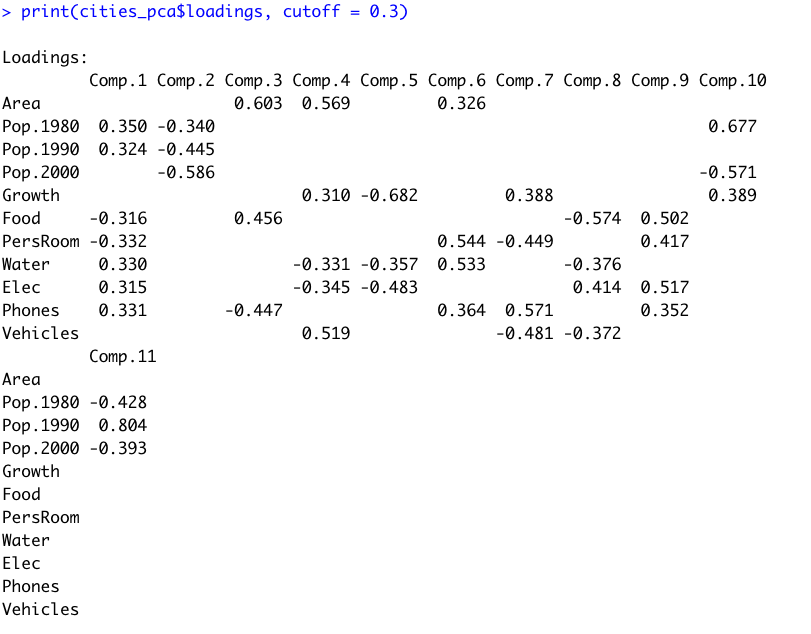 > print(cities_pca$loadings, cutoff = 0.3)

Loadings:
         Comp.1 Comp.2 Comp.3 Comp.4 Comp.5 Comp.6 Comp.7 Comp.8 Comp.9 Comp.10
Area                    0.603  0.569         0.326
Pop.1980  0.350 -0.340                                                   0.677
Pop.1990  0.324 -0.445
Pop.2000        -0.586                                                  -0.571
Growth                         0.310 -0.682         0.388                0.389
Food     -0.316         0.456                             -0.574  0.502
PersRoom -0.332                              0.544 -0.449         0.417
Water     0.330               -0.331 -0.357  0.533        -0.376
Elec      0.315               -0.345 -0.483                0.414  0.517
Phones    0.331        -0.447                0.364  0.571         0.352
Vehicles                       0.519               -0.481 -0.372
         Comp.11
Area
Pop.1980 -0.428
Pop.1990  0.804
Pop.2000 -0.393
Growth
Food
PersRoom
Water
Elec
Phones
Vehicles